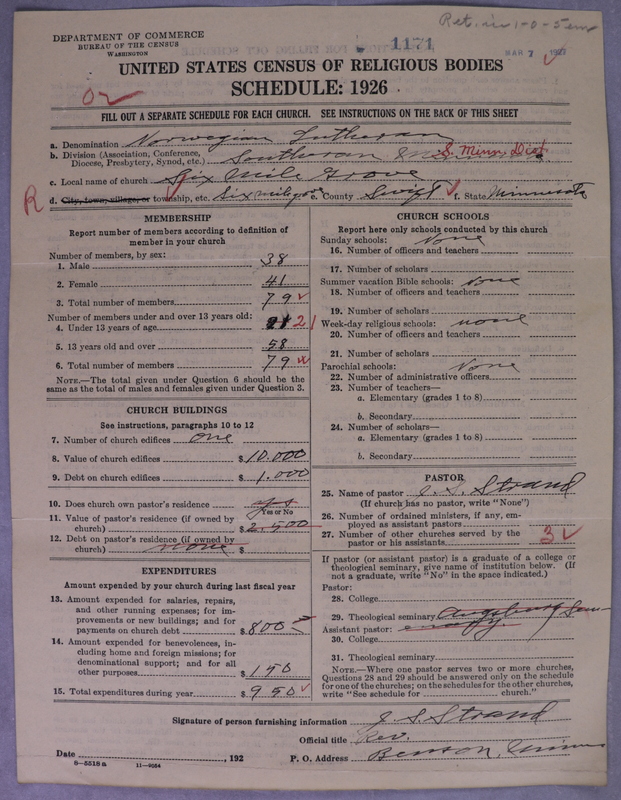 Ret. in 1-0-5 em
DEPARTMENT OF COMMERCE
BUREAU OF THE CENSUS
WASHINGTON
1171
MAR 7 1927
UNITED STATES CENSUS OF RELIGIOUS BODIES
SCHEDULE: 1926
FILL OUT A SEPARATE SCHEDULE FOR EACH CHURCH. SEE INSTRUCTIONS ON THE BACK OF THIS SHEET
a. Denomination Norwegian Lutheran
b. Division (Association, Conference, Diocese, Presbytery, Synod, etc.) Southeran S. Minn. Dist.
c. Local name of church Six Mile Grove
R d. City, town, village, or township, etc. Six mile grove e. County Swift f. State Minnesota
MEMBERSHIP
Report number of members according to definition of
member in your church
Number of members, by sex:
1. Male 38
2. Female 41
3. Total number of members 79
Number of members under and over 13 years old:
4. Under 13 years of age 21
5. 13 years old and over 58
6. Total number of members 79
NOTE.—The total given under Question 6 should be
same as the total of males and females given under Question 3.
CHURCH BUILDINGS
See instructions, paragraphs 10 to 12
7. Number of church edifices one
8. Value of church edifices $10.000
9. Debt on church edifices $1.000
10. Does church own pastor's residence yes
Yes or No
11. Value of pastor's residence (if owned by
church) $2.500
12. Debt on pastor's residence (if owned by
church) none $
EXPENDITURES
Amount expended by your church during last fiscal year
13. Amount expended for salaries, repairs,
and other running expenses; for im-
provements or new buildings; and for
payments on church debt $800
14. Amount expended for benevolences, in-
cluding home and foreign missions; for
denominational support; and for all
other purposes $150
15. Total expenditures during year $950
CHURCH SCHOOLS
Report here only schools conducted by this church
Sunday schools: None
16. Number of officers and teachers
17. Number of scholars
Summer vacation Bible schools: None
18. Number of officers and teachers
19. Number of scholars
Week-day religious schools: none
20. Number of officers and teachers
21. Number of scholars
Parochial schools: None
22. Number of administrative officers
23. Number of teachers—
a. Elementary (grades 1 to 8)
b. Secondary
24. Number of scholars—
a. Elementary (grades 1 to 8)
b. Secondary
PASTOR
25. Name of pastor J. S. Strand
(If church has no pastor, write "None")
26. Number of ordained ministers, if any, em-
ployed as assistant pastors
27. Number of other churches served by the
pastor or his assistants 3
If pastor (or assistant pastor) is a graduate of a college or
theological seminary, give name of institution below. (If
not a graduate, write "No" in the space indicated.)
Pastor:
28. College
29. Theological seminary Augsburg Sem-
Assistant pastor:
30. College
31. Theological seminary
NOTE.—Where one pastor serves two or more churches,
Questions 28 and 29 should be answered only on the schedule
for one of the churches; on the schedules for the other churches,
write "See schedule for church."
Signature of person furnishing information J. S. Strand
Official title Rev.
Date , 192 P. O. Address Benson, Minn
8—5518a 11—9084